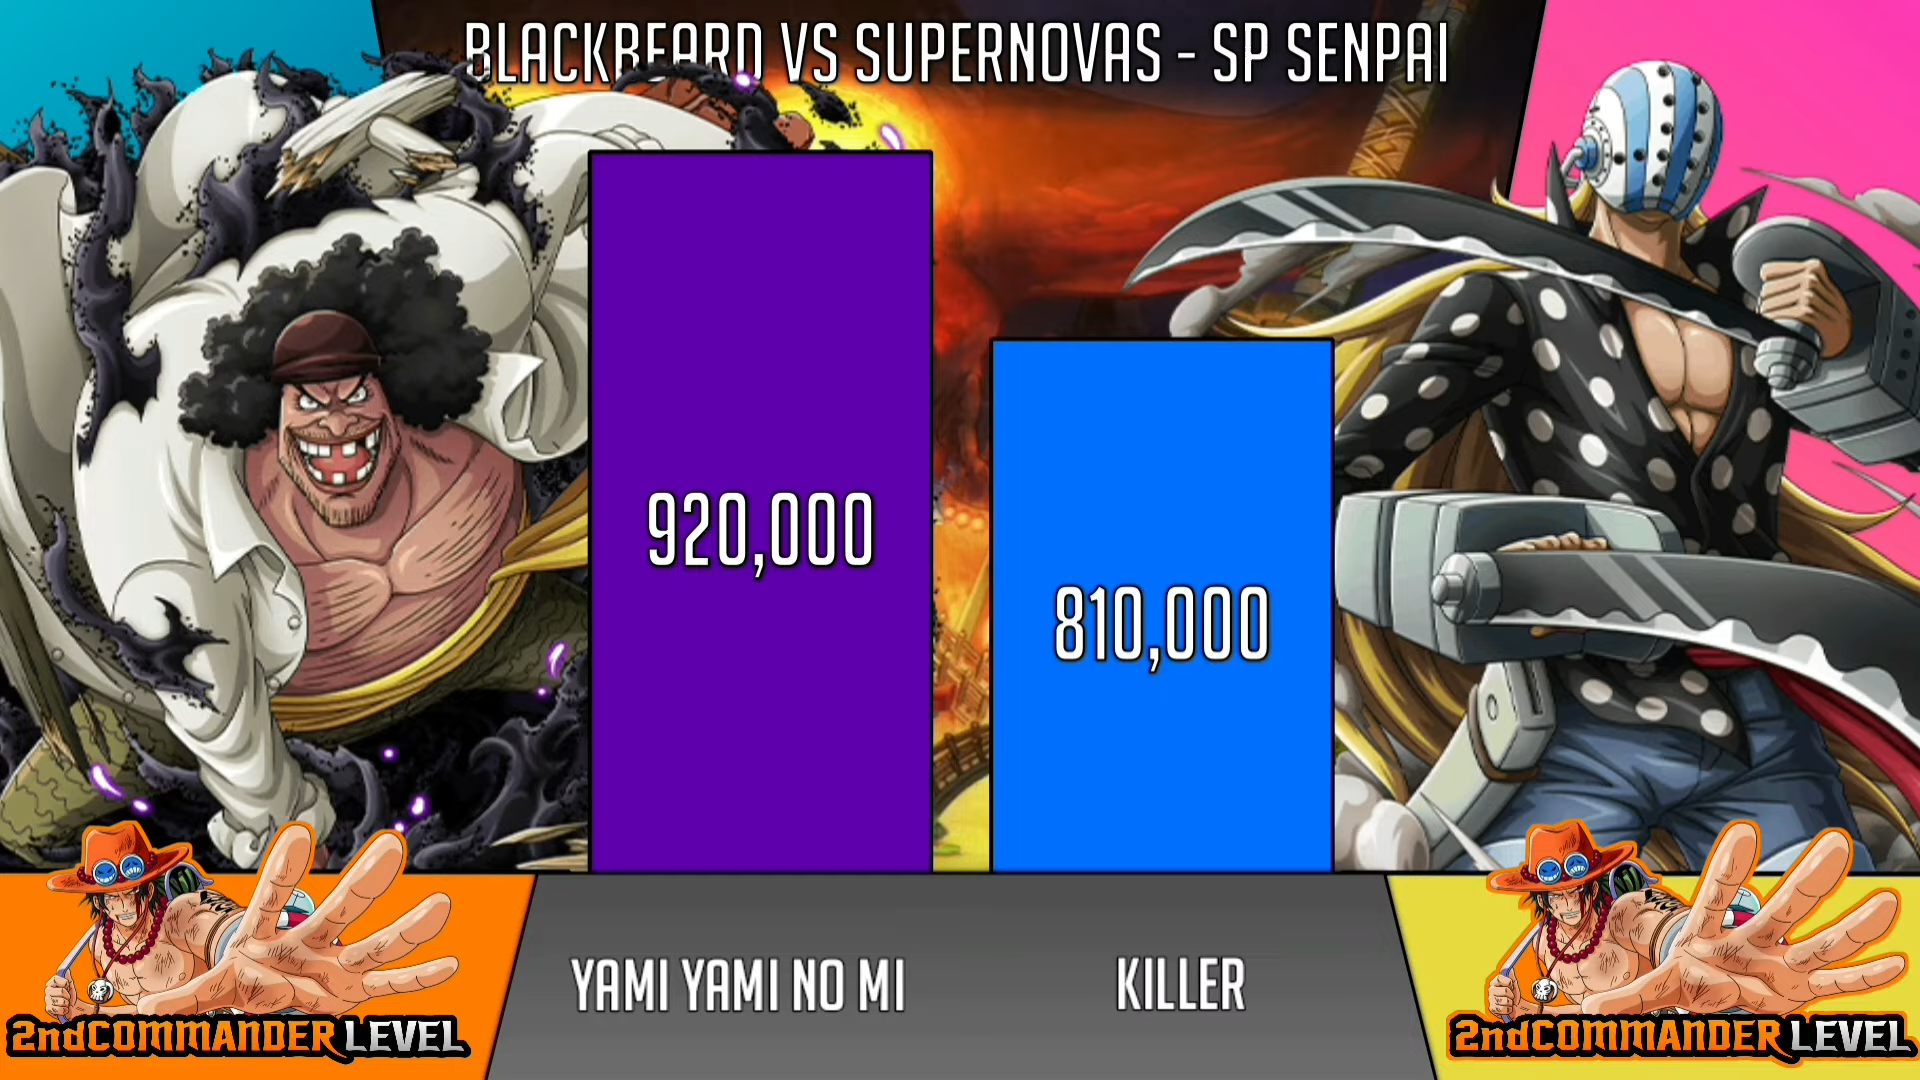 BLACKBEARD VS SUPERNOVAS - SP SENPAI
920,000
810,000
YAMI YAMI NO MI
KILLER
2ndCOMMANDER LEVEL
2ndCOMMANDER LEVEL